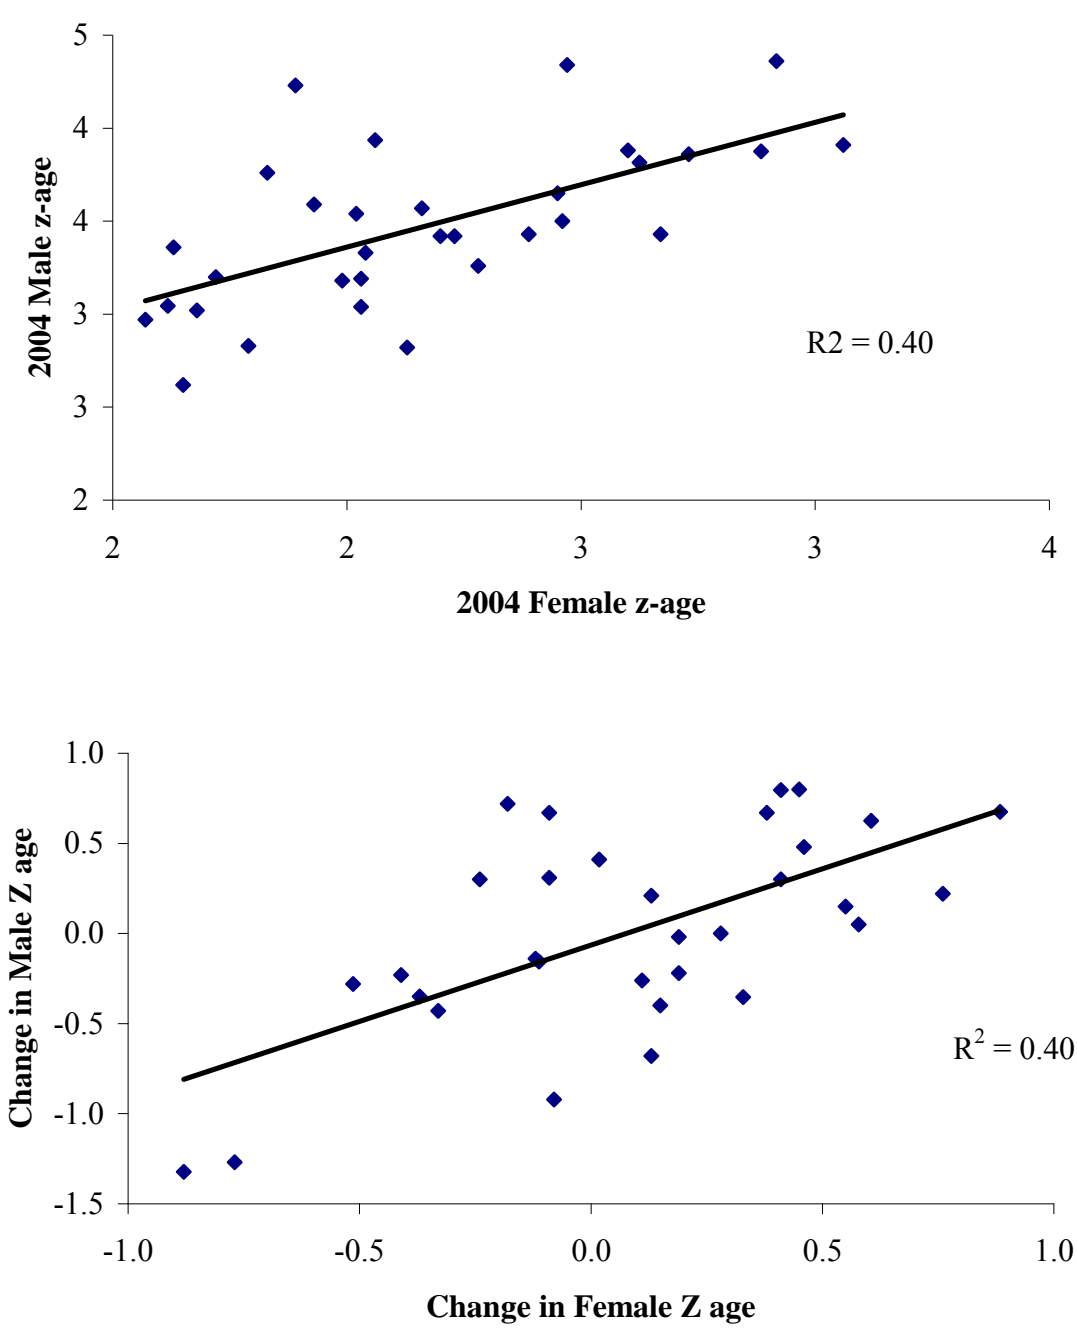 5
4
4
3
3
2
2004 Male z-age
R2 = 0.40
2 2 3 3 4
2004 Female z-age
1.0
0.5
0.0
-0.5
-1.0
-1.5
Change in Male Z age
R² = 0.40
-1.0 -0.5 0.0 0.5 1.0
Change in Female Z age